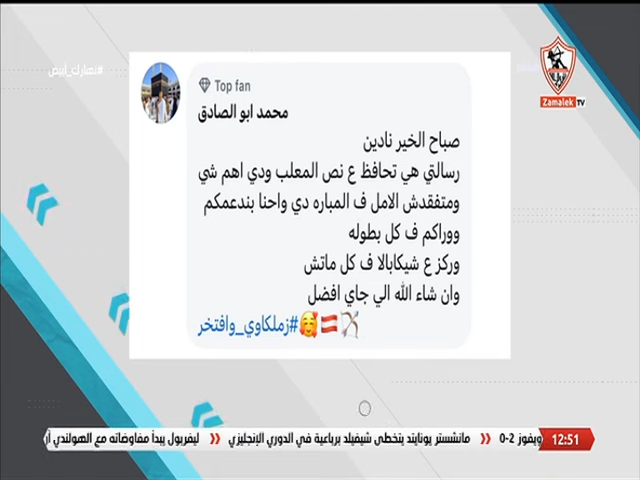 #نهارك_أبيض
Zamalek TV
Top fan
محمد ابو الصادق
صباح الخير نادين
رسالتي هي تحافظ ع نص المعلب ودي اهم شي
ومتفقدش الامل ف المباره دي واحنا بندعمكم
ووراكم ف كل بطوله
وركز ع شيكابالا ف كل ماتش
وان شاء الله الي جاي افضل
#زملكاوي_وافتخر🥰🇦🇹🏹
12:51
ويفوز 2-0 » مانشستر يونايتد يتخطى شيفيلد برباعية في الدوري الإنجليزي » ليفربول يبدأ مفاوضاته مع الهولندي